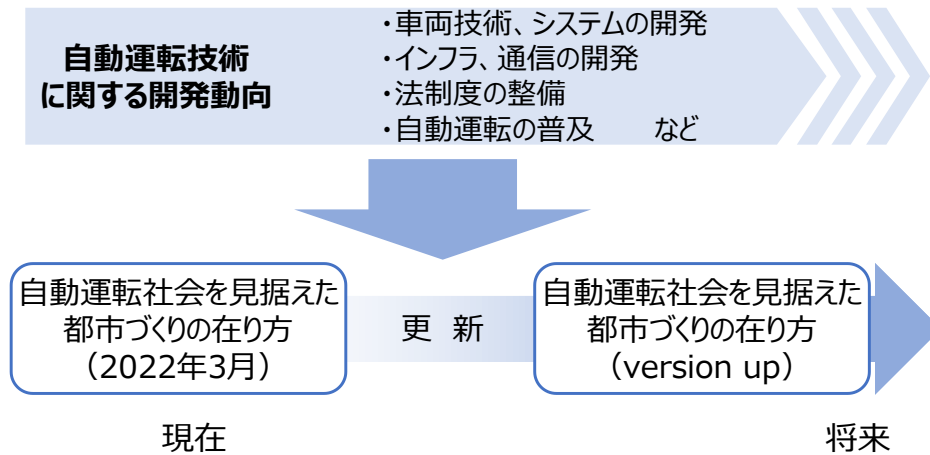 自動運転技術
に関する開発動向
・車両技術、システムの開発
・インフラ、通信の開発
・法制度の整備
・自動運転の普及　　など
自動運転社会を見据えた
都市づくりの在り方
（2022年3月）
更 新
自動運転社会を見据えた
都市づくりの在り方
（version up）
現在
将来